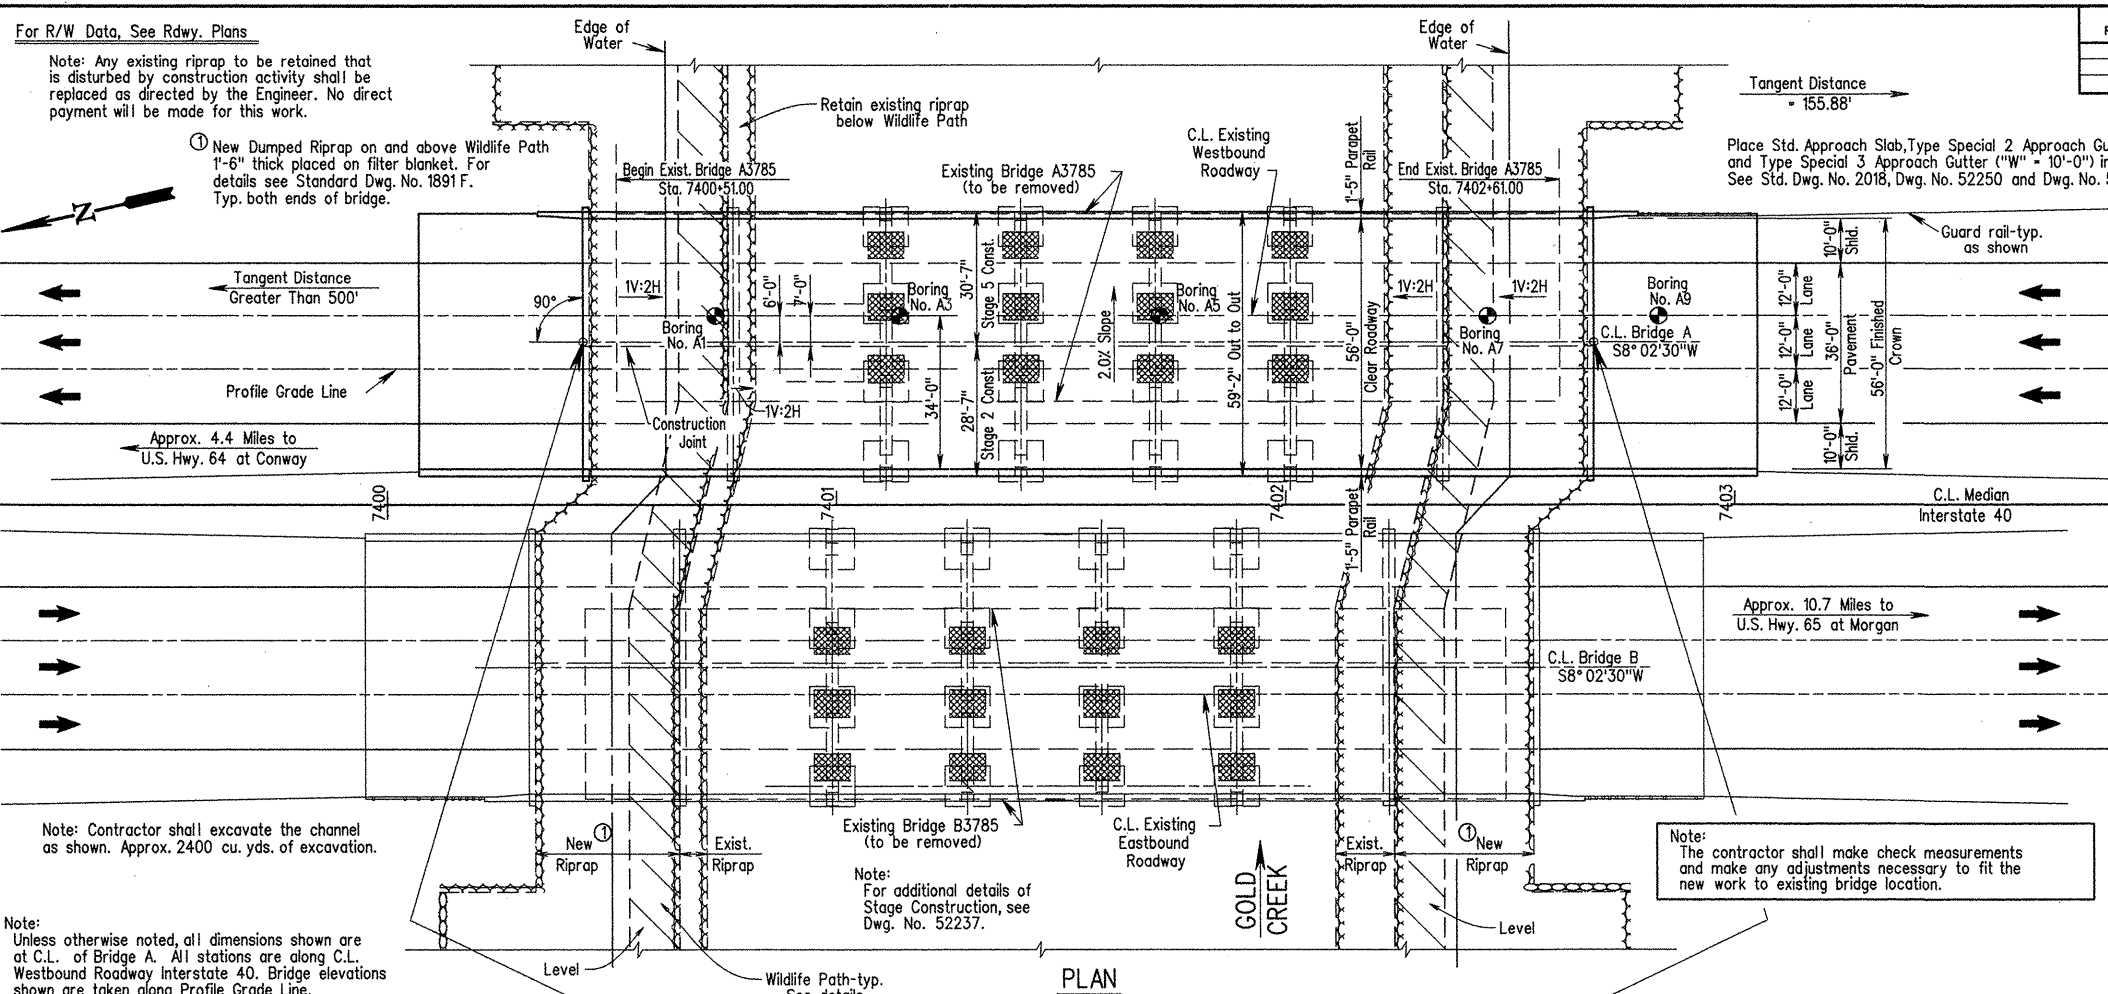 For R/W Data, See Rdwy. Plans
Note: Any existing riprap to be retained that
is disturbed by construction activity shall be
replaced as directed by the Engineer. No direct
payment will be made for this work.
① New Dumped Riprap on and above Wildlife Path
1'-6" thick placed on filter blanket. For
details see Standard Dwg. No. 1891 F.
Typ. both ends of bridge.
N
Edge of
Water
Edge of
Water
Retain existing riprap
below Wildlife Path
Begin Exist. Bridge A3785
Sta. 7400+51.00
Existing Bridge A3785
(to be removed)
C.L. Existing
Westbound
Roadway
1'-5" Parapet
Rail
End Exist. Bridge A3785
Sta. 7402+61.00
Tangent Distance
= 155.88'
Place Std. Approach Slab, Type Special 2 Approach
and Type Special 3 Approach Gutter ("W" = 10'-0")
See Std. Dwg. No. 2018, Dwg. No. 52250 and Dwg. No.
Guard rail-typ.
as shown
Tangent Distance
Greater Than 500'
90°
1V:2H
6'-0"
7'-0"
Boring
No. A1
Boring
No. A3
30'-7"
Stage 5 Const.
2.0% Slope
Boring
No. A5
59'-2" Out to Out
56'-0"
Clear Roadway
1V:2H
1V:2H
Boring
No. A7
Boring
No. A9
C.L. Bridge A
S8° 02'30"W
10'-0"
Shld.
12'-0"
Lane
12'-0"
Lane
12'-0"
Lane
36'-0"
Pavement
56'-0" Finished
Crown
10'-0"
Shld.
Profile Grade Line
Construction
Joint
1V:2H
34'-0"
28'-7"
Stage 2 Const.
Approx. 4.4 Miles to
U.S. Hwy. 64 at Conway
7400
7401
7402
7403
C.L. Median
Interstate 40
1'-5" Parapet
Rail
Approx. 10.7 Miles to
U.S. Hwy. 65 at Morgan
C.L. Bridge B
S8° 02'30"W
Note: Contractor shall excavate the channel
as shown. Approx. 2400 cu. yds. of excavation.
New ①
Riprap
Exist.
Riprap
Existing Bridge B3785
(to be removed)
C.L. Existing
Eastbound
Roadway
Note:
For additional details of
Stage Construction, see
Dwg. No. 52237.
GOLD
CREEK
Exist.
Riprap
① New
Riprap
Note:
The contractor shall make check measurements
and make any adjustments necessary to fit the
new work to existing bridge location.
Note:
Unless otherwise noted, all dimensions shown are
at C.L. of Bridge A. All stations are along C.L.
Westbound Roadway Interstate 40. Bridge elevations
shown are taken along Profile Grade Line.
Level
Wildlife Path-typ.
See details
Level
PLAN